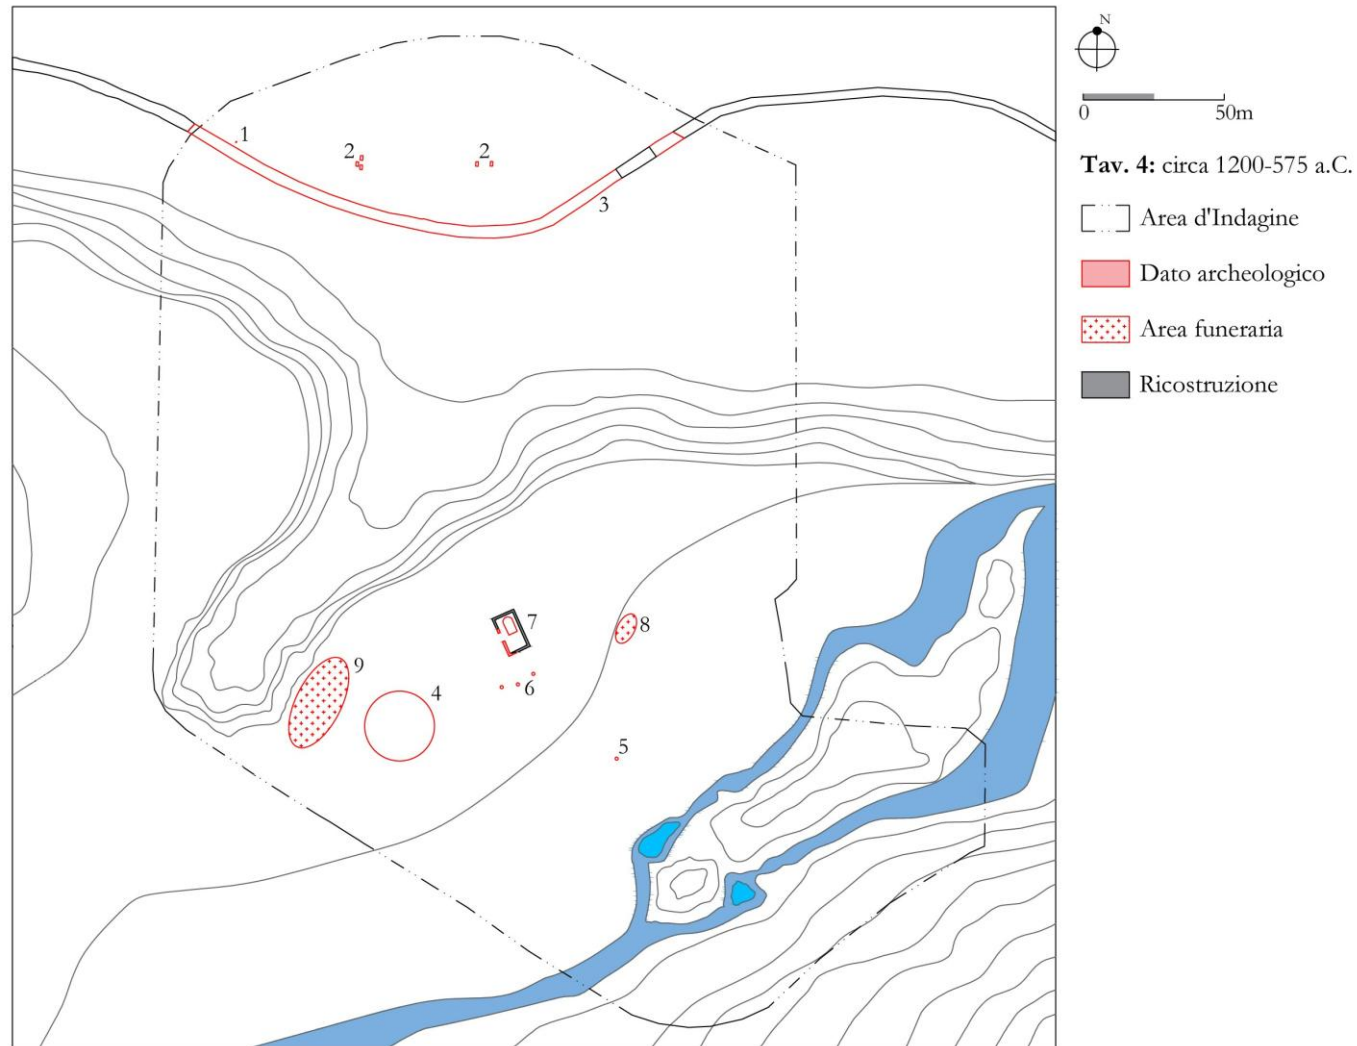 N
0 50m
Tav. 4: circa 1200-575 a.C.
Area d'Indagine
Dato archeologico
Area funeraria
Ricostruzione
1
2 2
3
7
8
9
4
6
5